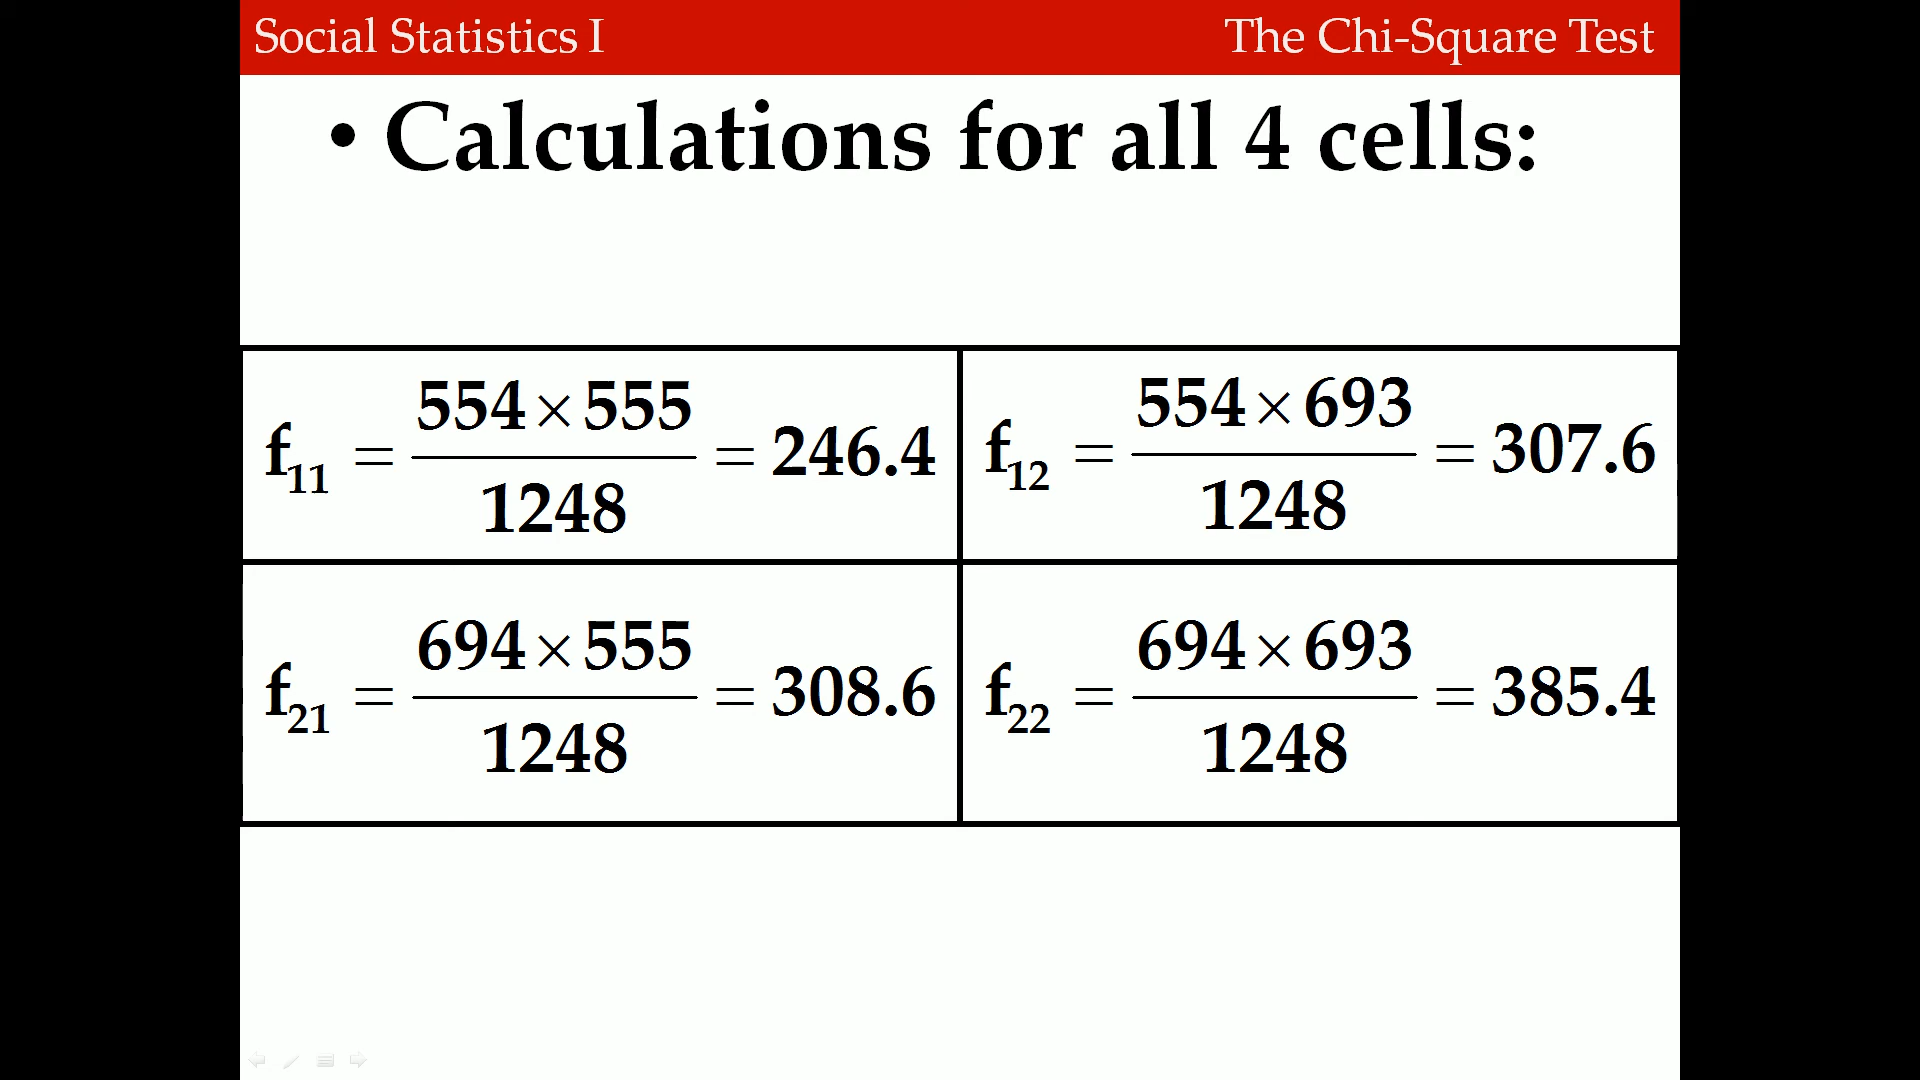 Social Statistics I The Chi-Square Test
• Calculations for all 4 cells:
f₁₁ = 554 × 555 / 1248 = 246.4
f₁₂ = 554 × 693 / 1248 = 307.6
f₂₁ = 694 × 555 / 1248 = 308.6
f₂₂ = 694 × 693 / 1248 = 385.4